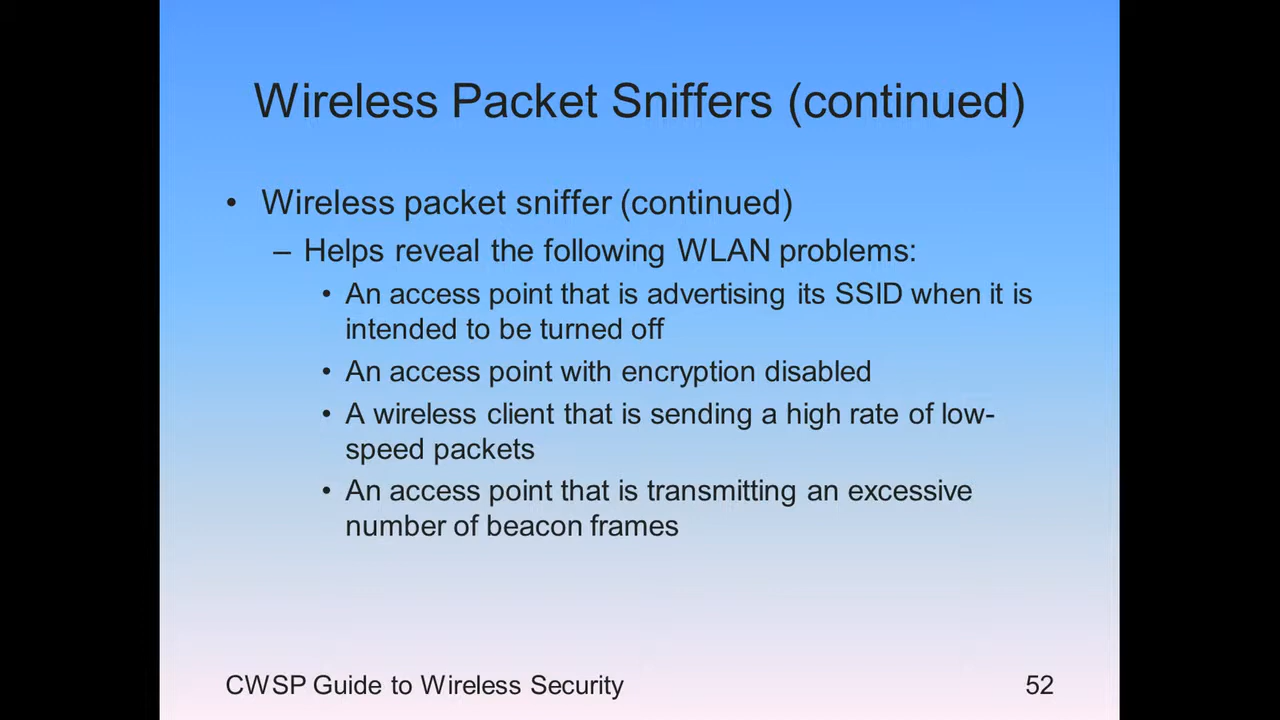 Wireless Packet Sniffers (continued)
• Wireless packet sniffer (continued)
– Helps reveal the following WLAN problems:
• An access point that is advertising its SSID when it is
intended to be turned off
• An access point with encryption disabled
• A wireless client that is sending a high rate of low-
speed packets
• An access point that is transmitting an excessive
number of beacon frames
CWSP Guide to Wireless Security
52